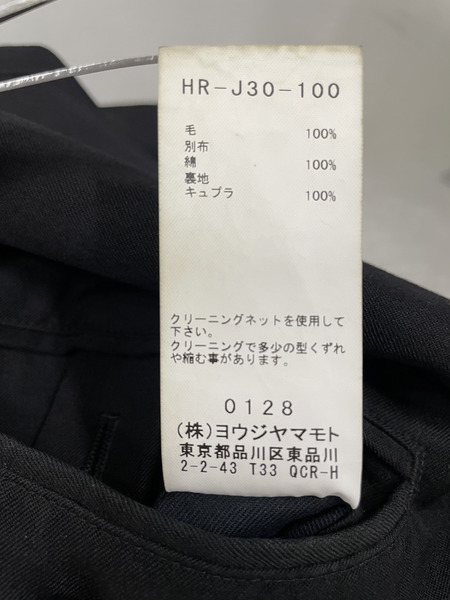 HR-J30-100
毛 100%
別布
綿 100%
裏地
キュプラ 100%
クリーニングネットを使用して
下さい。
クリーニングで多少の型くずれ
や縮む事があります。
0128
(株)ヨウジヤマモト
東京都品川区東品川
2-2-43 T33 QCR-H